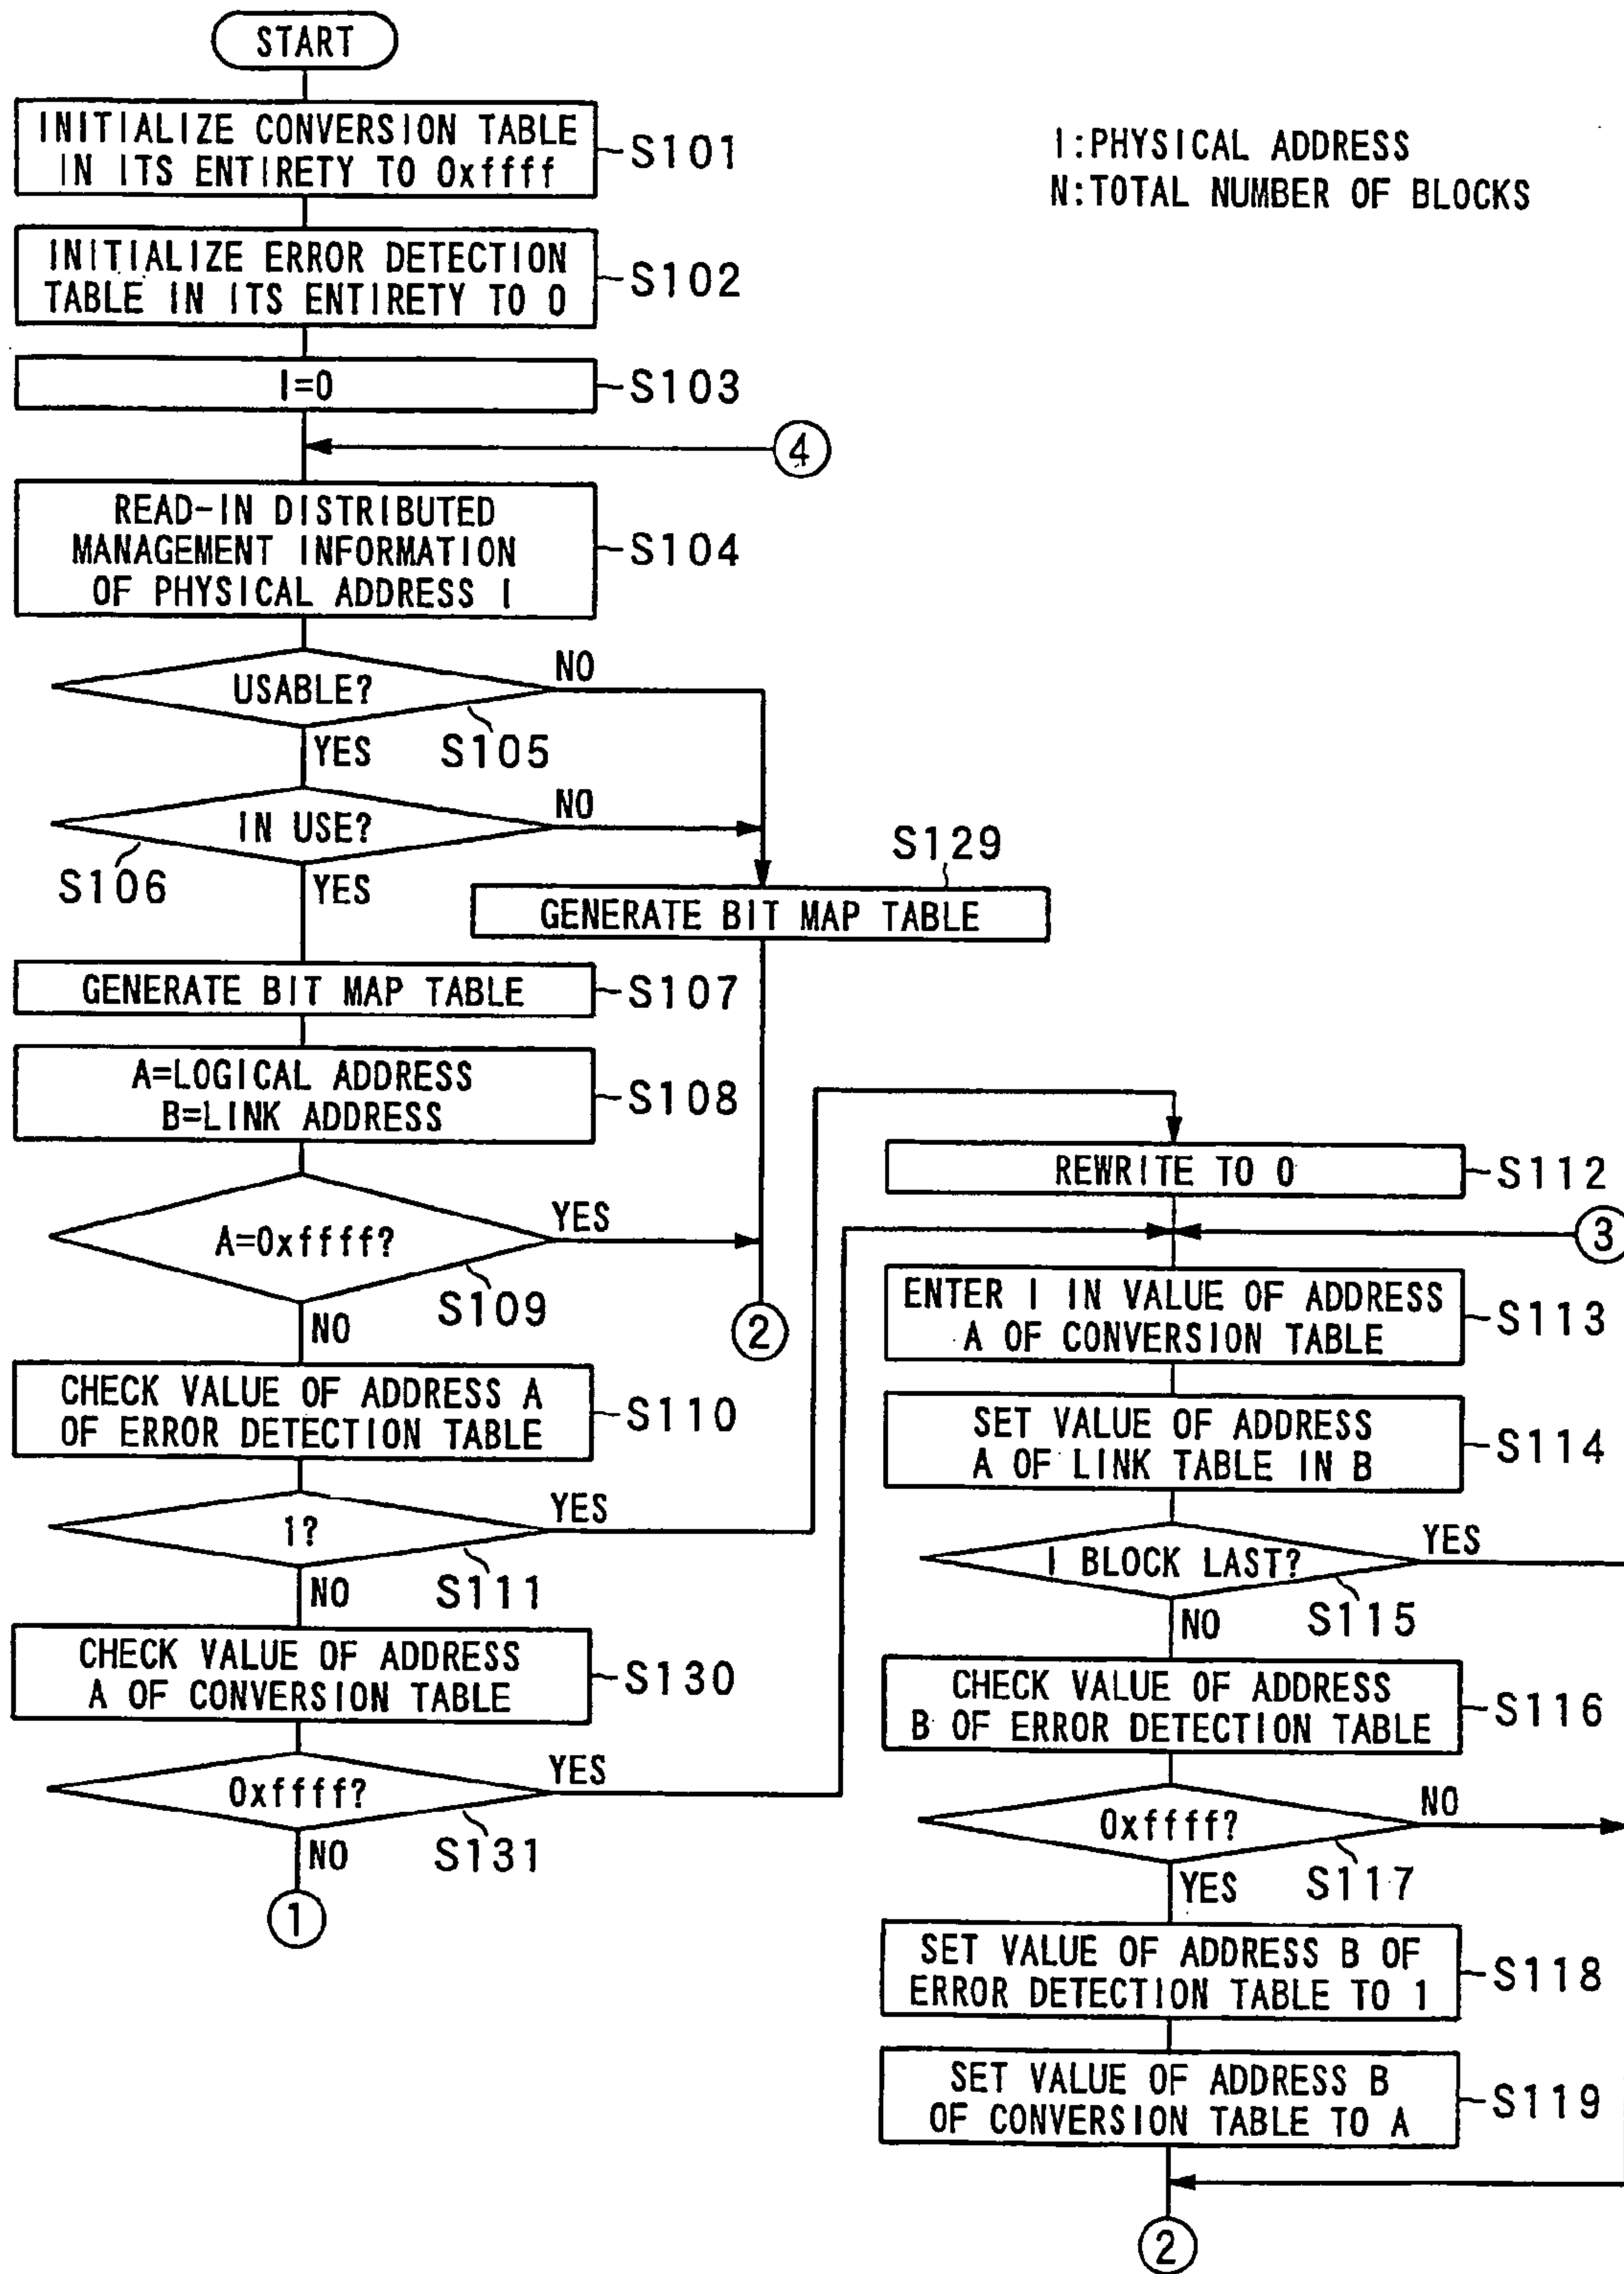 START
INITIALIZE CONVERSION TABLE
IN ITS ENTIRETY TO 0xffff
S101
I:PHYSICAL ADDRESS
N:TOTAL NUMBER OF BLOCKS
INITIALIZE ERROR DETECTION
TABLE IN ITS ENTIRETY TO 0
S102
I=0
S103
4
READ-IN DISTRIBUTED
MANAGEMENT INFORMATION
OF PHYSICAL ADDRESS I
S104
USABLE?
NO
S105
YES
IN USE?
NO
S106
YES
S129
GENERATE BIT MAP TABLE
GENERATE BIT MAP TABLE
S107
A=LOGICAL ADDRESS
B=LINK ADDRESS
S108
A=0xffff?
YES
S109
NO
2
CHECK VALUE OF ADDRESS A
OF ERROR DETECTION TABLE
S110
1?
YES
S111
NO
CHECK VALUE OF ADDRESS
A OF CONVERSION TABLE
S130
0xffff?
YES
S131
NO
1
REWRITE TO 0
S112
3
ENTER I IN VALUE OF ADDRESS
A OF CONVERSION TABLE
S113
SET VALUE OF ADDRESS
A OF LINK TABLE IN B
S114
I BLOCK LAST?
YES
S115
NO
CHECK VALUE OF ADDRESS
B OF ERROR DETECTION TABLE
S116
0xffff?
NO
S117
YES
SET VALUE OF ADDRESS B OF
ERROR DETECTION TABLE TO 1
S118
SET VALUE OF ADDRESS B
OF CONVERSION TABLE TO A
S119
2